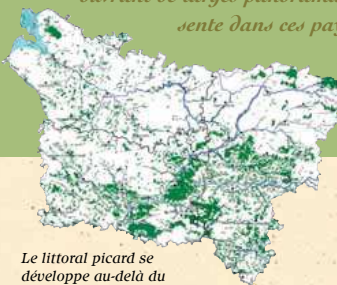 sente dans ces pay
Le littoral picard se
développe au-delà du